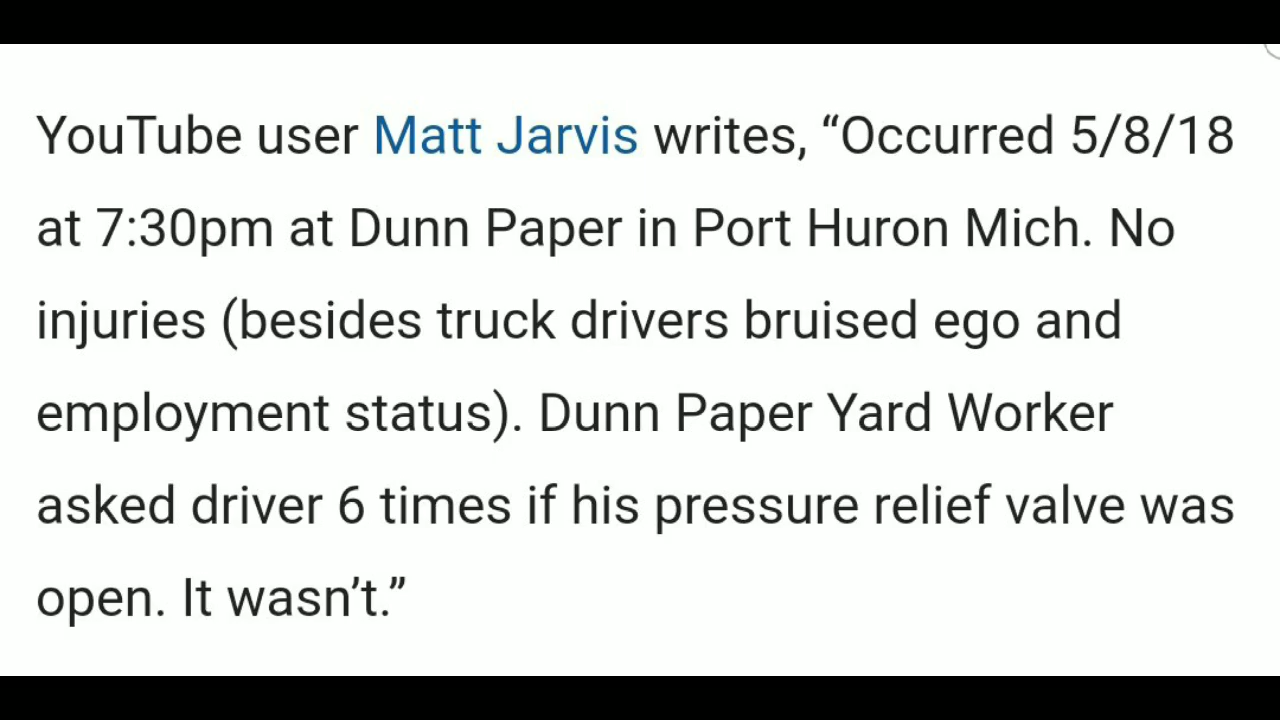 YouTube user Matt Jarvis writes, “Occurred 5/8/18
at 7:30pm at Dunn Paper in Port Huron Mich. No
injuries (besides truck drivers bruised ego and
employment status). Dunn Paper Yard Worker
asked driver 6 times if his pressure relief valve was
open. It wasn’t.”